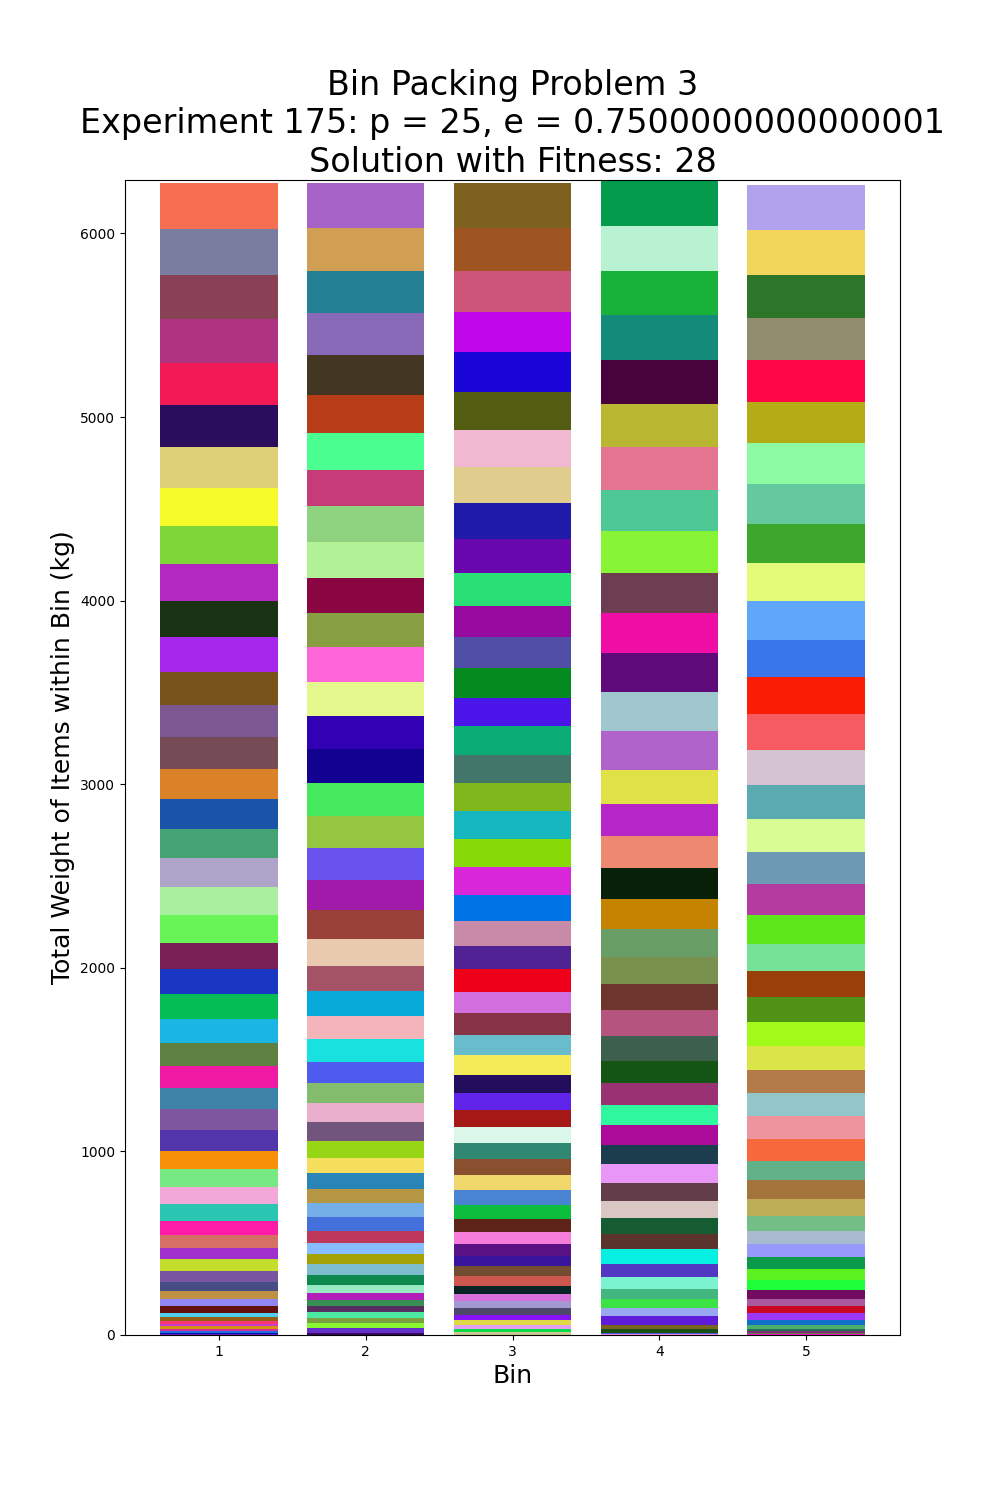 Bin Packing Problem 3
Experiment 175: p = 25, e = 0.7500000000000001
Solution with Fitness: 28
6000
5000
4000
3000
2000
1000
0
Total Weight of Items within Bin (kg)
1 2 3 4 5
Bin